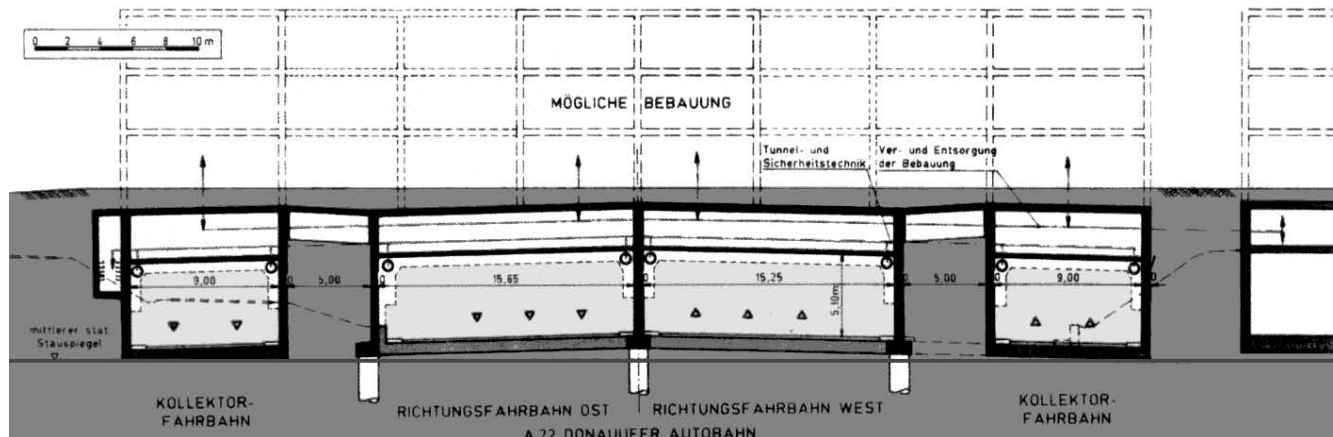 0 2 4 6 8 10 m
MÖGLICHE BEBAUUNG
Tunnel- und
Sicherheitstechnik
Ver- und Entsorgung
der Bebauung
9,00
5,00
15,65
15,25
5,10m
5,00
9,00
mittlerer stat.
Stauspiegel
KOLLEKTOR-
FAHRBAHN
RICHTUNGSFAHRBAHN OST
RICHTUNGSFAHRBAHN WEST
KOLLEKTOR-
FAHRBAHN
A 22 DONAUUFER AUTOBAHN